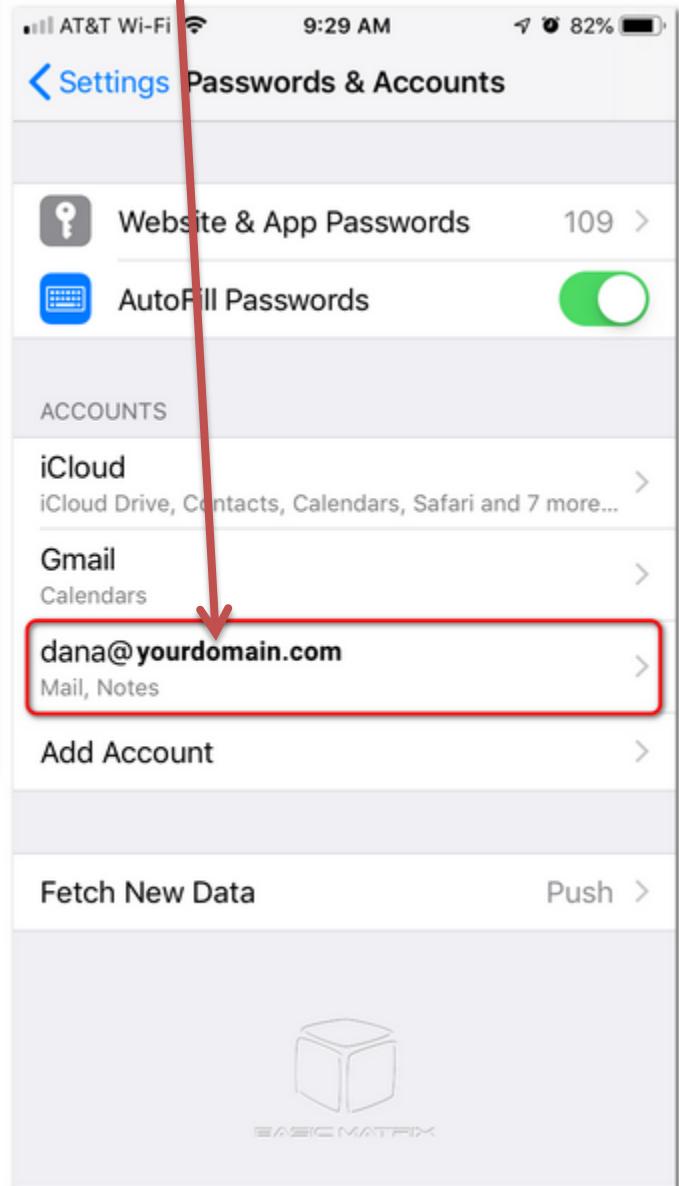 AT&T Wi-Fi 9:29 AM 82%
Settings Passwords & Accounts
Website & App Passwords 109
AutoFill Passwords
ACCOUNTS
iCloud
iCloud Drive, Contacts, Calendars, Safari and 7 more...
Gmail
Calendars
dana@yourdomain.com
Mail, Notes
Add Account
Fetch New Data Push
BASIC MATRIX